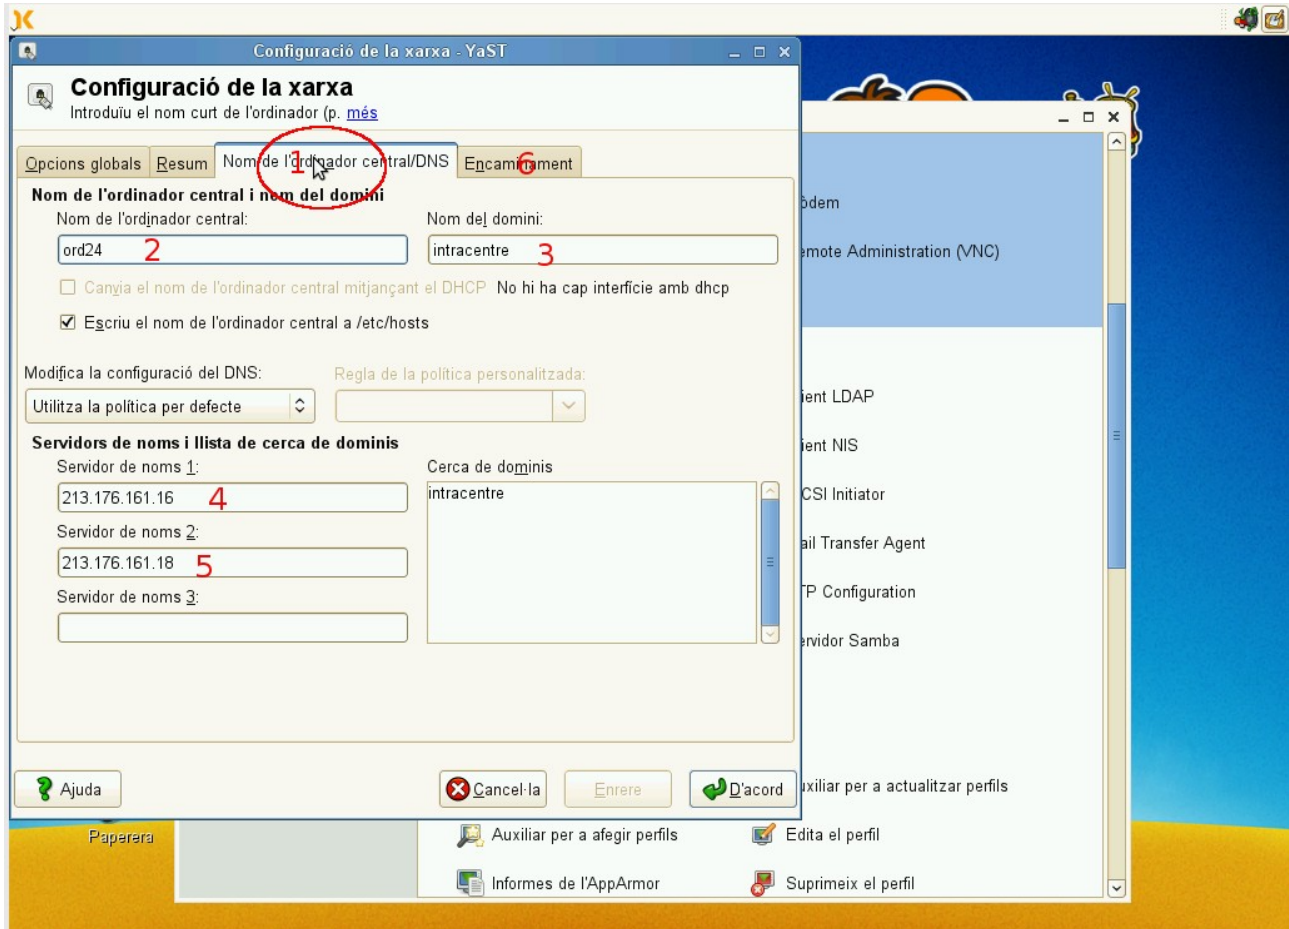 Configuració de la xarxa - YaST
Configuració de la xarxa
Introduïu el nom curt de l'ordinador (p. més
Opcions globals Resum Nom de l'ordinador central/DNS Encaminament
1
6
Nom de l'ordinador central i nom del domini
Nom de l'ordinador central: Nom del domini:
ord24 2 intracentre 3
Canvia el nom de l'ordinador central mitjançant el DHCP No hi ha cap interfície amb dhcp
Escriu el nom de l'ordinador central a /etc/hosts
Modifica la configuració del DNS: Regla de la política personalitzada:
Utilitza la política per defecte
Servidors de noms i llista de cerca de dominis
Servidor de noms 1: Cerca de dominis
213.176.161.16 4 intracentre
Servidor de noms 2:
213.176.161.18 5
Servidor de noms 3:
Ajuda Cancel·la Enrere D'acord
òdem
emote Administration (VNC)
ient LDAP
ient NIS
CSI Initiator
ail Transfer Agent
TP Configuration
ervidor Samba
uxiliar per a actualitzar perfils
Paperera
Auxiliar per a afegir perfils Edita el perfil
Informes de l'AppArmor Suprimeix el perfil